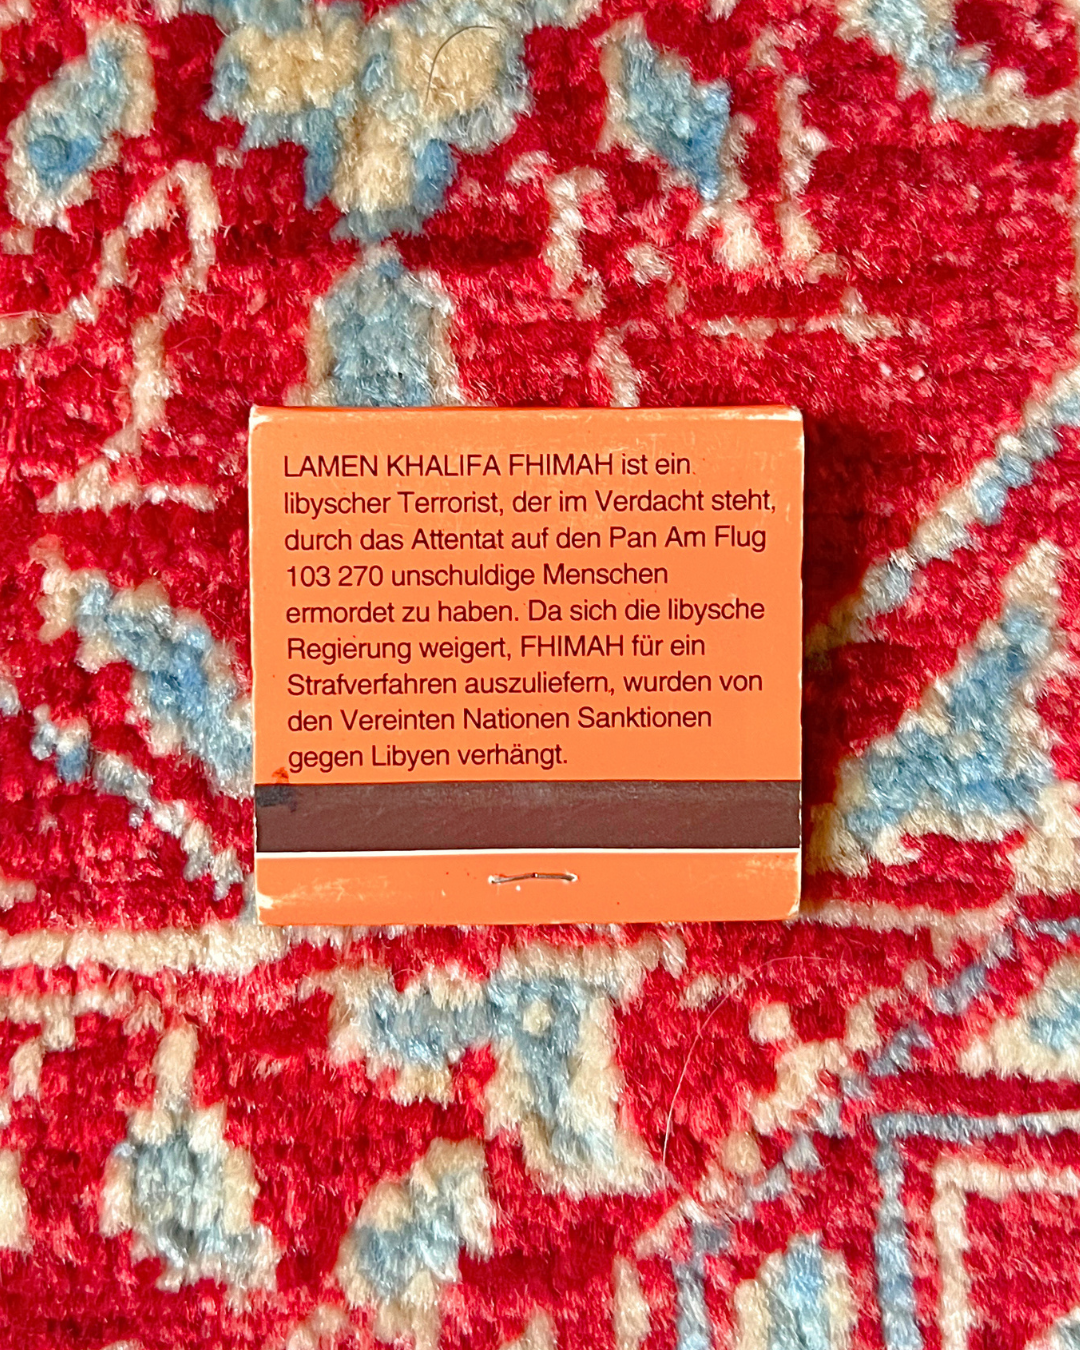 LAMEN KHALIFA FHIMAH ist ein
libyscher Terrorist, der im Verdacht steht,
durch das Attentat auf den Pan Am Flug
103 270 unschuldige Menschen
ermordet zu haben. Da sich die libysche
Regierung weigert, FHIMAH für ein
Strafverfahren auszuliefern, wurden von
den Vereinten Nationen Sanktionen
gegen Libyen verhängt.